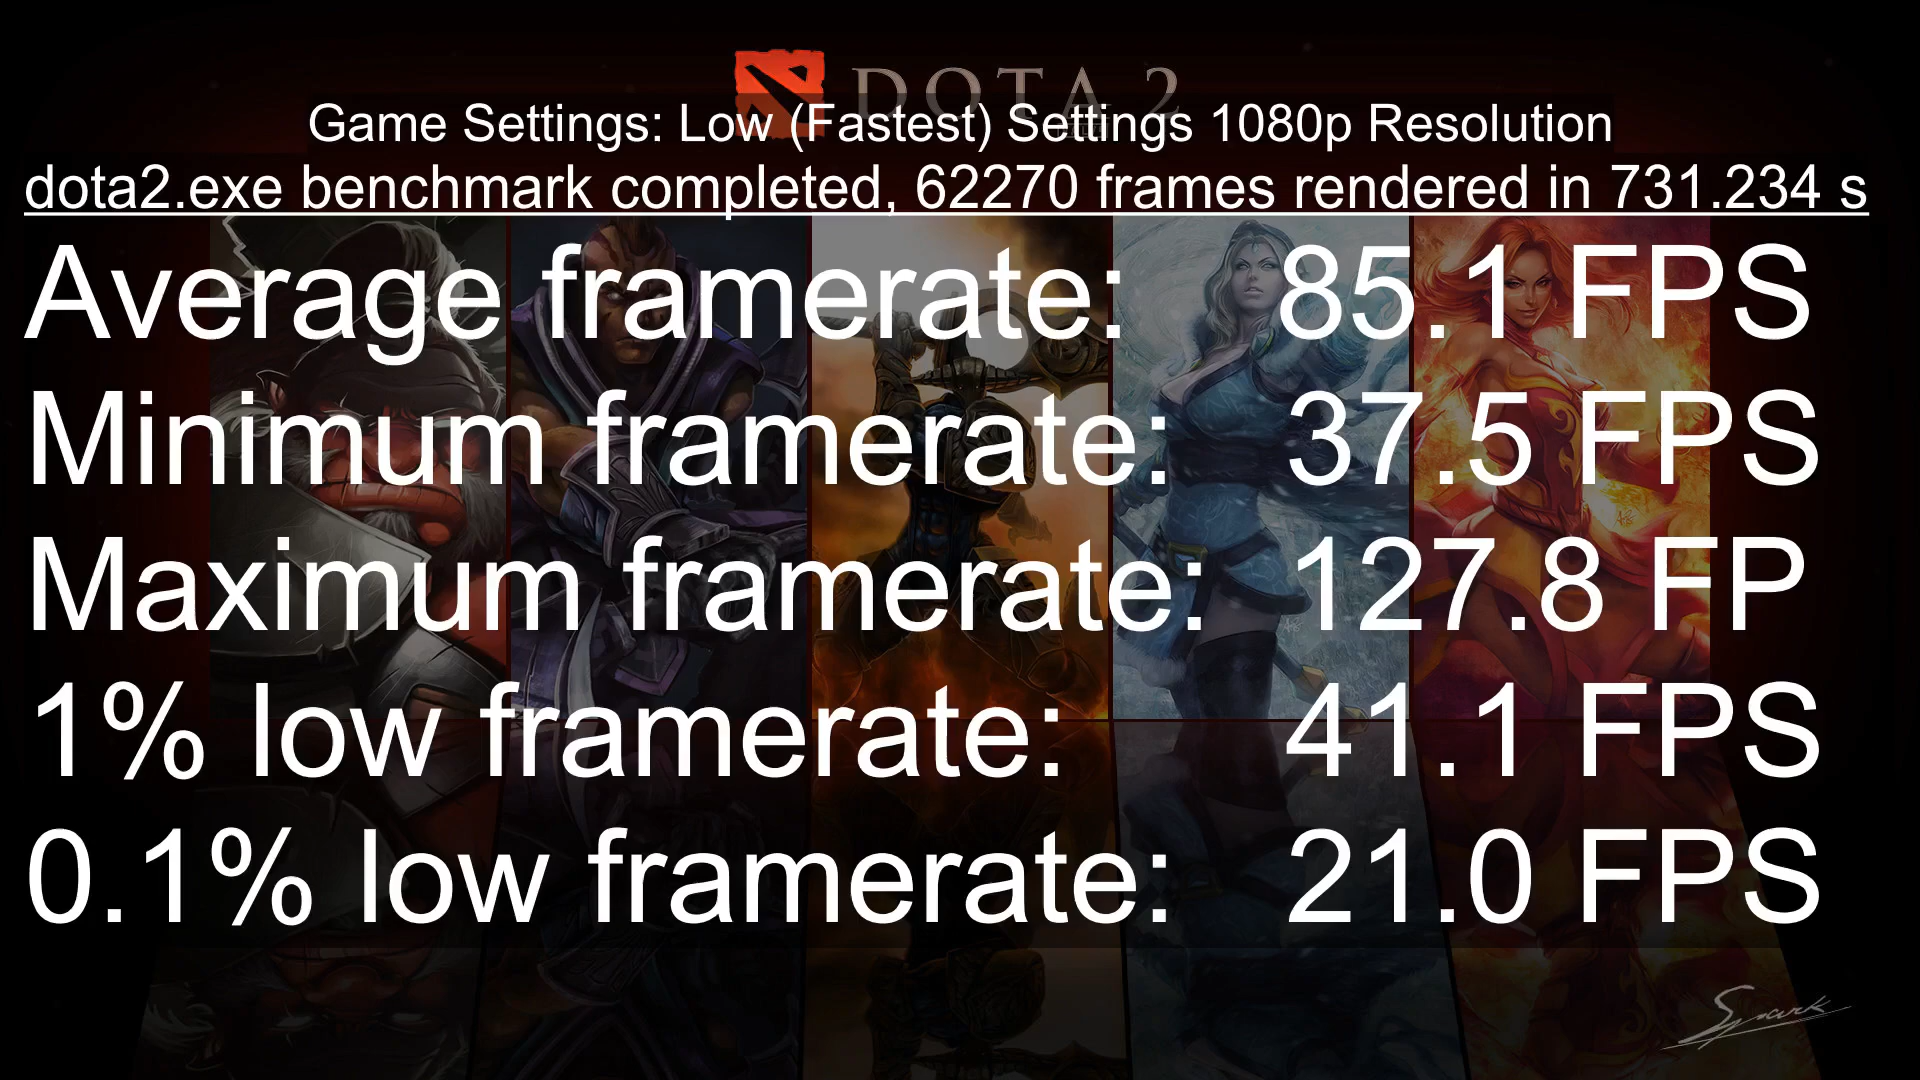 DOTA 2
Game Settings: Low (Fastest) Settings 1080p Resolution
dota2.exe benchmark completed, 62270 frames rendered in 731.234 s
Average framerate: 85.1 FPS
Minimum framerate: 37.5 FPS
Maximum framerate: 127.8 FP
1% low framerate: 41.1 FPS
0.1% low framerate: 21.0 FPS